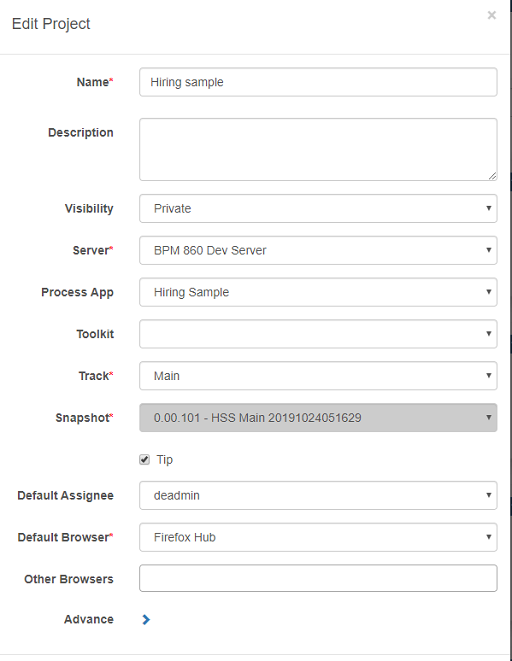 Edit Project
×
Name* Hiring sample
Description
Visibility Private
Server* BPM 860 Dev Server
Process App Hiring Sample
Toolkit
Track* Main
Snapshot* 0.00.101 - HSS Main 20191024051629
Tip
Default Assignee deadmin
Default Browser* Firefox Hub
Other Browsers
Advance